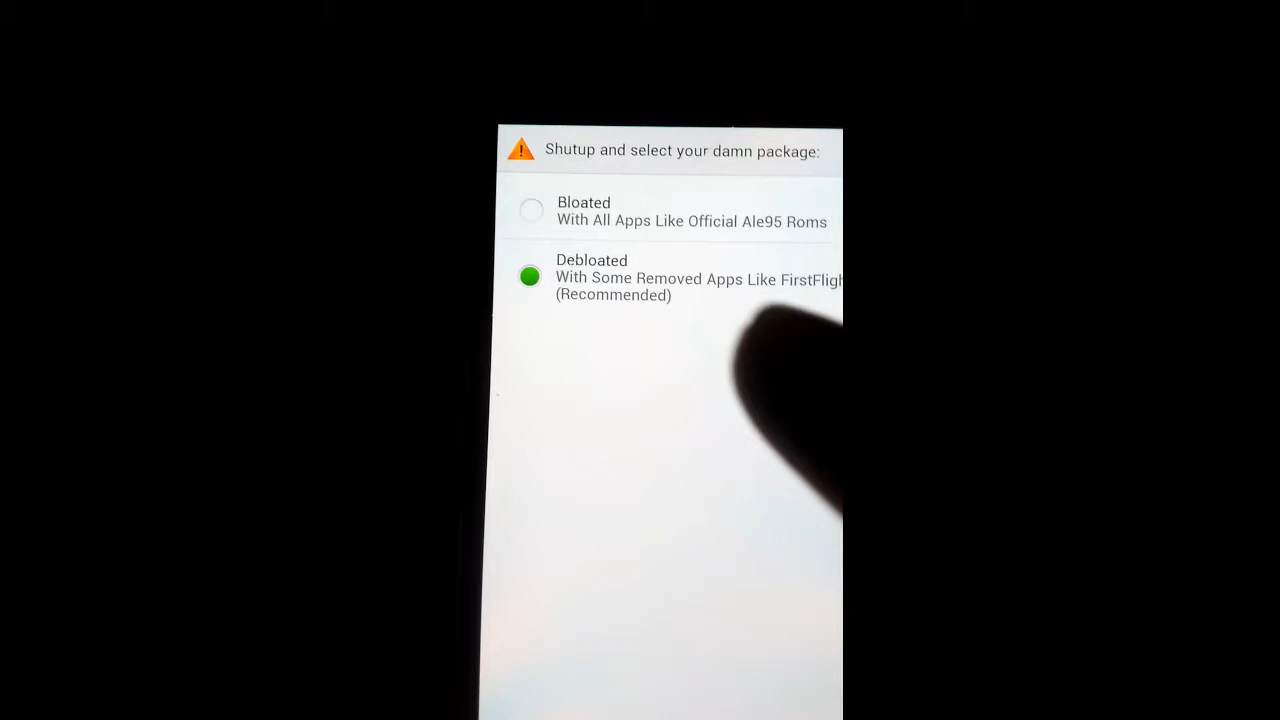 Shutup and select your damn package:
Bloated
With All Apps Like Official Ale95 Roms
Debloated
With Some Removed Apps Like FirstFligh
(Recommended)